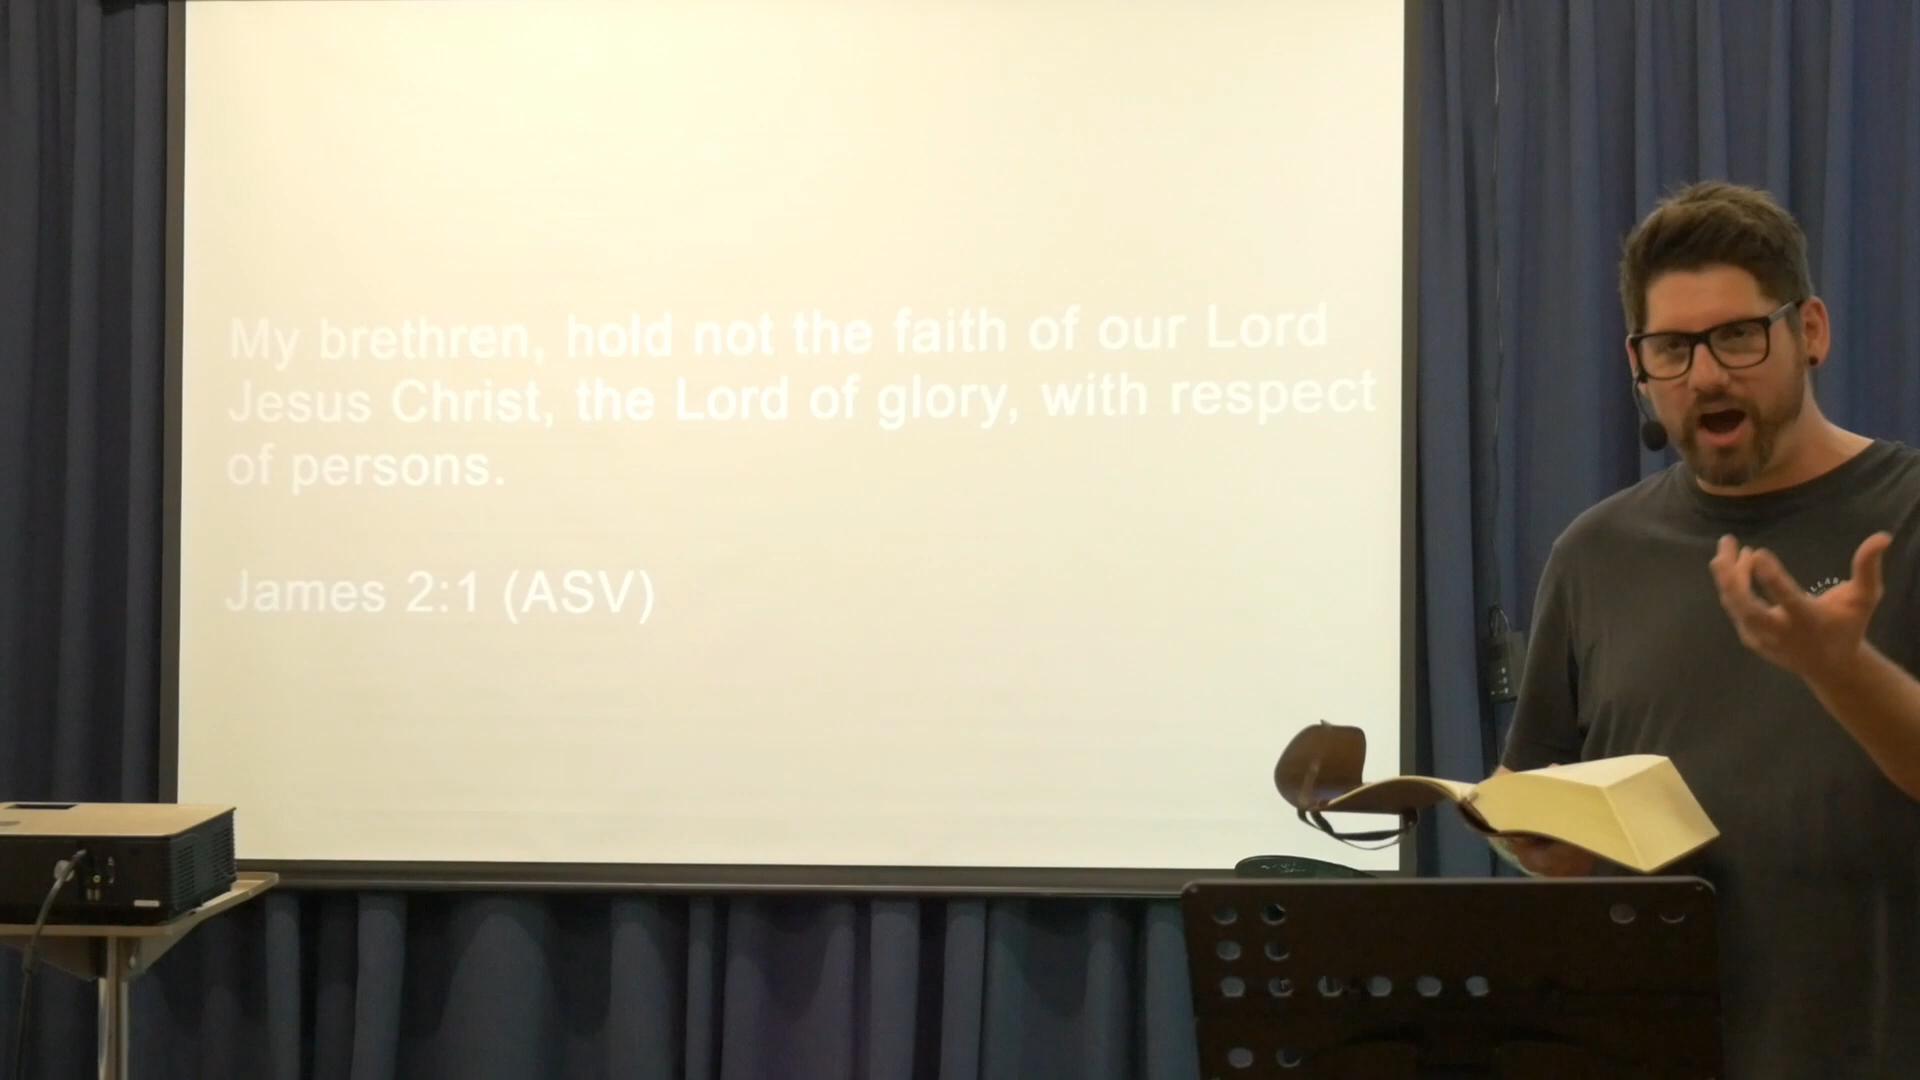 My brethren, hold not the faith of our Lord
Jesus Christ, the Lord of glory, with respect
of persons.
James 2:1 (ASV)